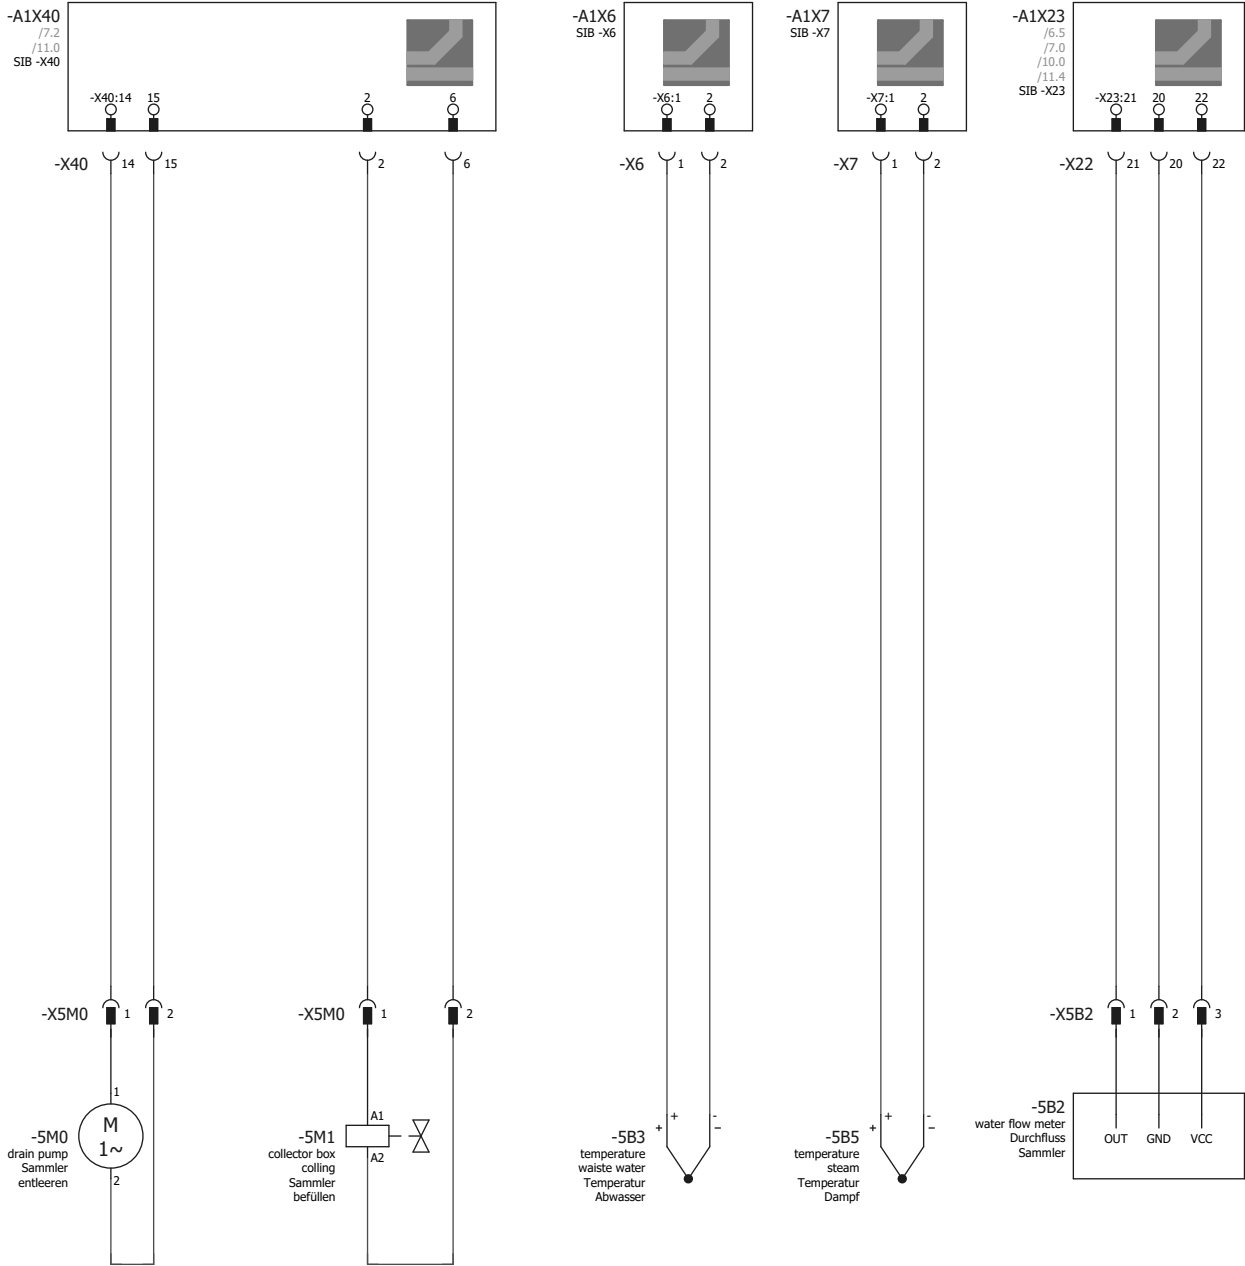 -A1X40
/7.2
/11.0
SIB -X40
-X40:14 15 2 6
-X40 14 15 2 6
-A1X6
SIB -X6
-X6:1 2
-X6 1 2
-A1X7
SIB -X7
-X7:1 2
-X7 1 2
-A1X23
/6.5
/7.0
/10.0
/11.4
SIB -X23
-X23:21 20 22
-X22 21 20 22
-X5M0 1 2
1
M
1~
2
-5M0
drain pump
Sammler
entleeren
-X5M0 1 2
A1
A2
-5M1
collector box
colling
Sammler
befüllen
+ -
+ –
-5B3
temperature
waiste water
Temperatur
Abwasser
+ -
+ –
-5B5
temperature
steam
Temperatur
Dampf
-X5B2 1 2 3
-5B2
water flow meter
Durchfluss
Sammler
OUT GND VCC